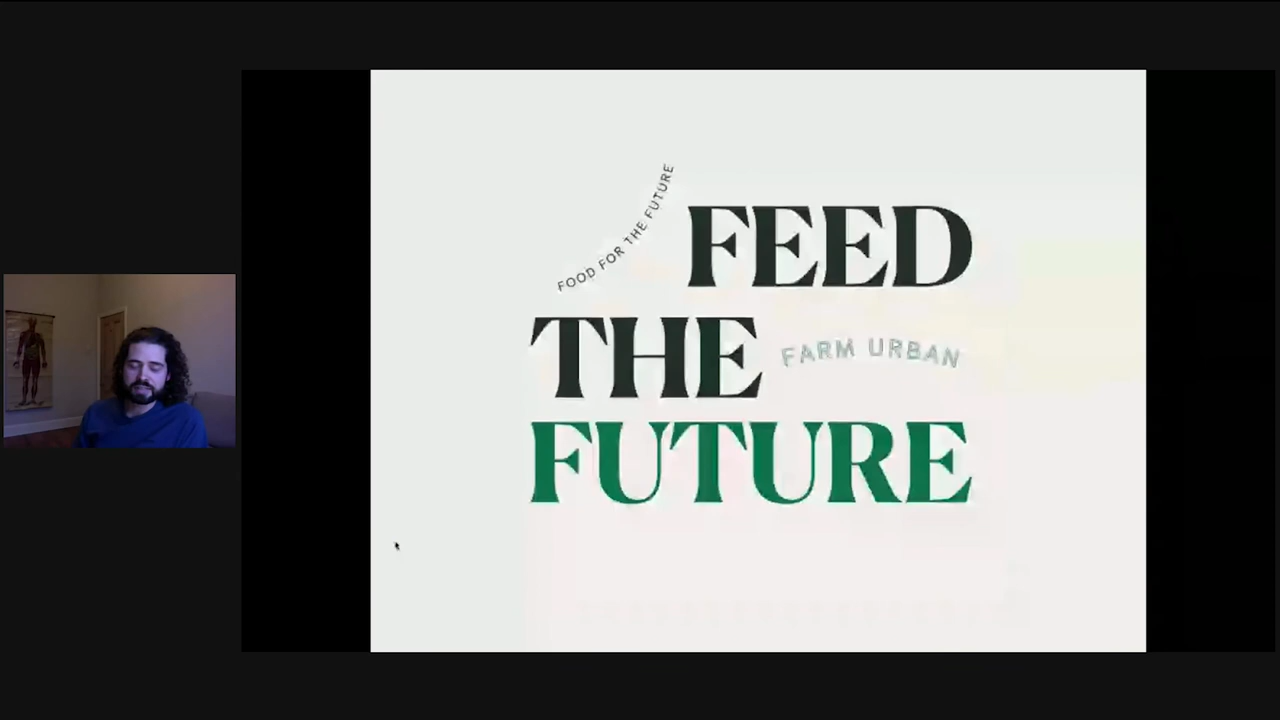 FOOD FOR THE FUTURE
FEED
THE
FARM URBAN
FUTURE